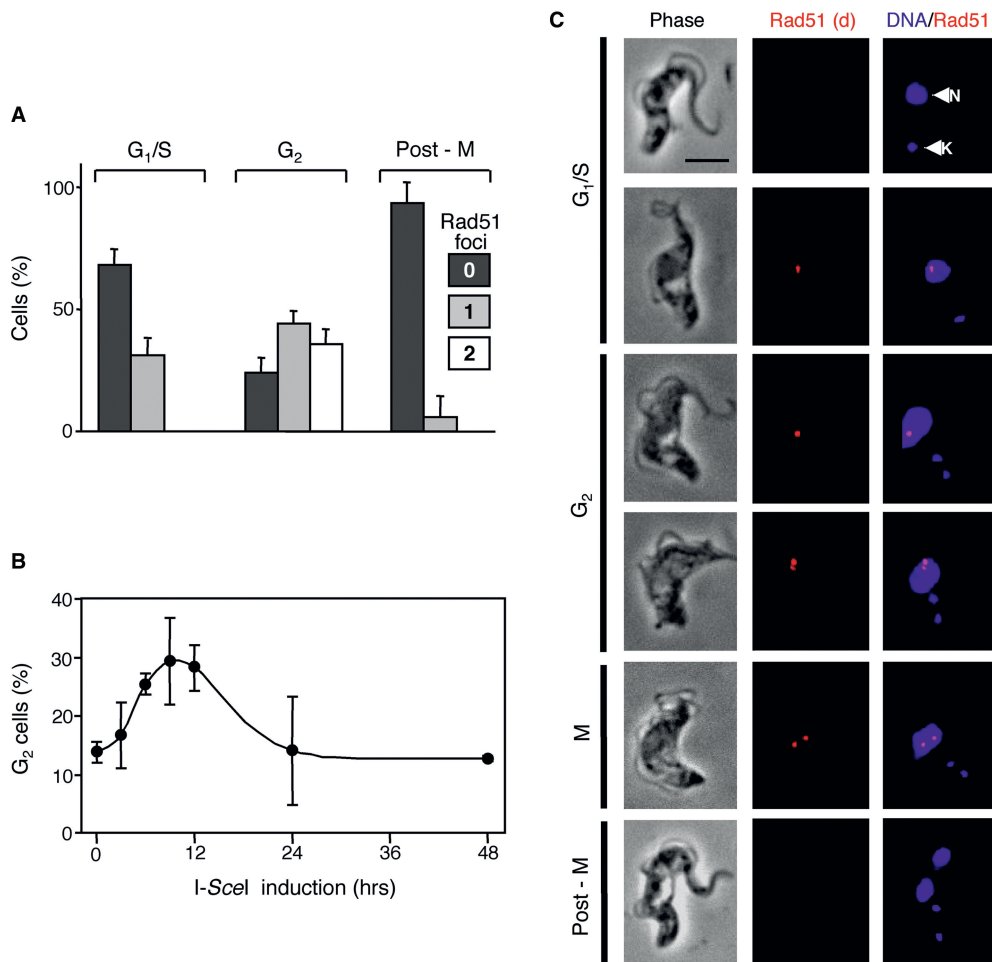 A
G1/S
G2
Post - M
100
50
0
Cells (%)
Rad51
foci
0
1
2
B
40
30
20
10
0
G2 cells (%)
0
12
24
36
48
I-SceI induction (hrs)
C
Phase
Rad51 (d)
DNA/Rad51
G1/S
N
K
G2
M
Post - M